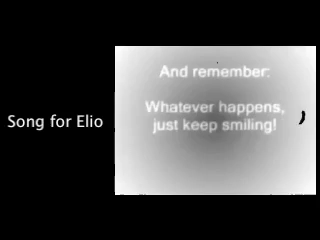 Song for Elio
And remember:
Whatever happens,
just keep smiling!